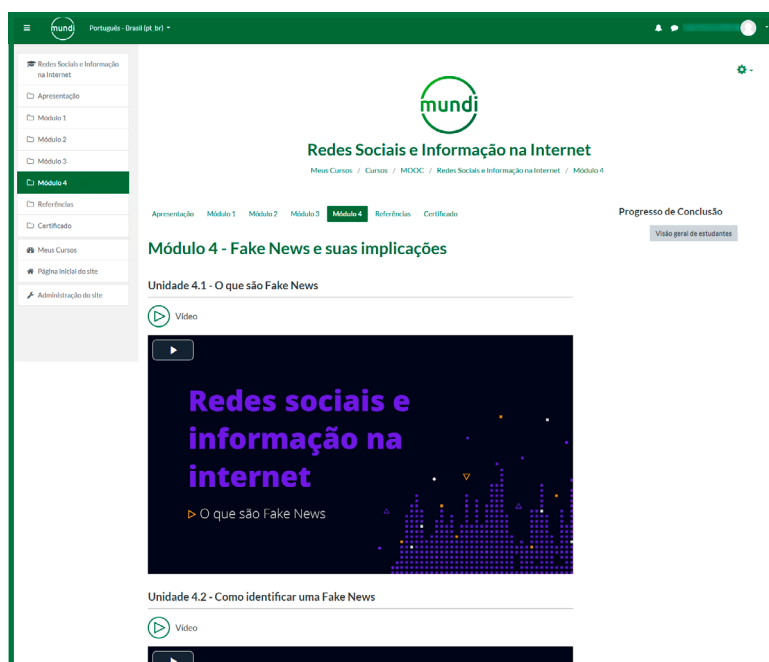 mundi
Português - Brasil (pt_br)
Redes Sociais e Informação
na Internet
Apresentação
Módulo 1
Módulo 2
Módulo 3
Módulo 4
Referências
Certificado
Meus Cursos
Página inicial do site
Administração do site
mundi
Redes Sociais e Informação na Internet
Meus Cursos / Cursos / MOOC / Redes Sociais e Informação na Internet / Módulo 4
Apresentação Módulo 1 Módulo 2 Módulo 3 Módulo 4 Referências Certificado
Progresso de Conclusão
Visão geral de estudantes
Módulo 4 - Fake News e suas implicações
Unidade 4.1 - O que são Fake News
Vídeo
Redes sociais e
informação na
internet
O que são Fake News
Unidade 4.2 - Como identificar uma Fake News
Vídeo